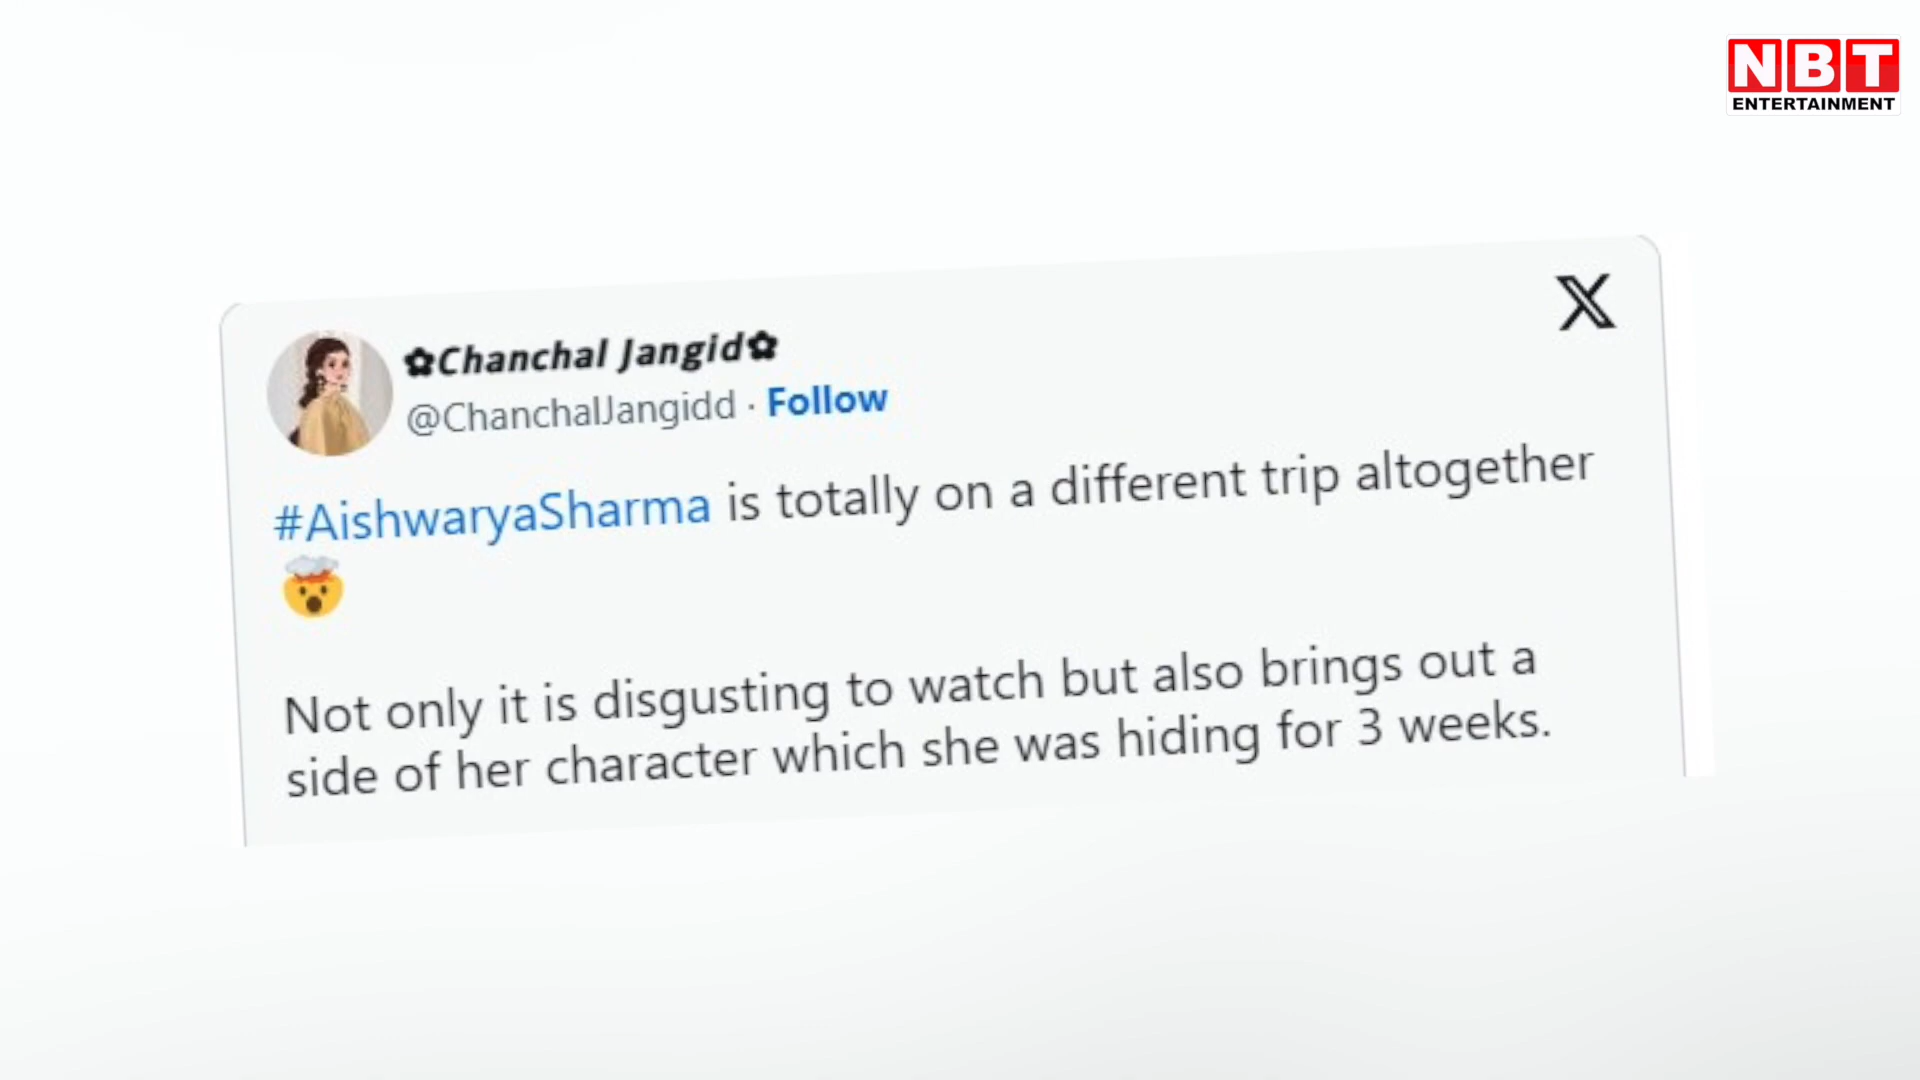 NBT
ENTERTAINMENT
✿Chanchal Jangid✿
@ChanchalJangidd · Follow
#AishwaryaSharma is totally on a different trip altogether
🤯
Not only it is disgusting to watch but also brings out a
side of her character which she was hiding for 3 weeks.